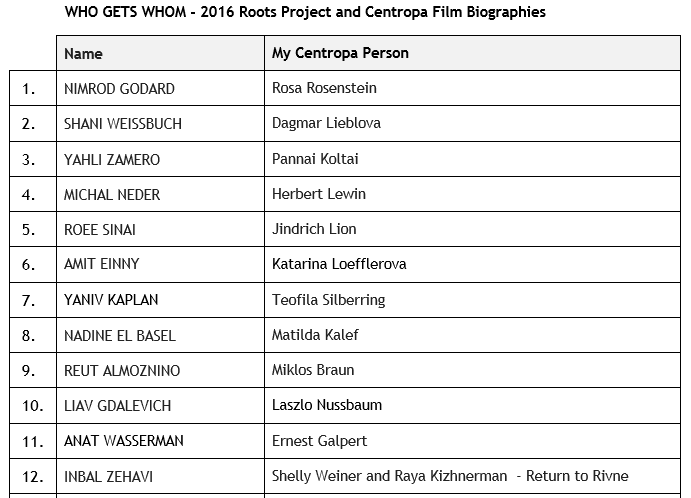 WHO GETS WHOM - 2016 Roots Project and Centropa Film Biographies
Name My Centropa Person
1. NIMROD GODARD Rosa Rosenstein
2. SHANI WEISSBUCH Dagmar Lieblova
3. YAHLI ZAMERO Pannai Koltai
4. MICHAL NEDER Herbert Lewin
5. ROEE SINAI Jindrich Lion
6. AMIT EINNY Katarina Loefflerova
7. YANIV KAPLAN Teofila Silberring
8. NADINE EL BASEL Matilda Kalef
9. REUT ALMOZNINO Miklos Braun
10. LIAV GDALEVICH Laszlo Nussbaum
11. ANAT WASSERMAN Ernest Galpert
12. INBAL ZEHAVI Shelly Weiner and Raya Kizhnerman - Return to Rivne